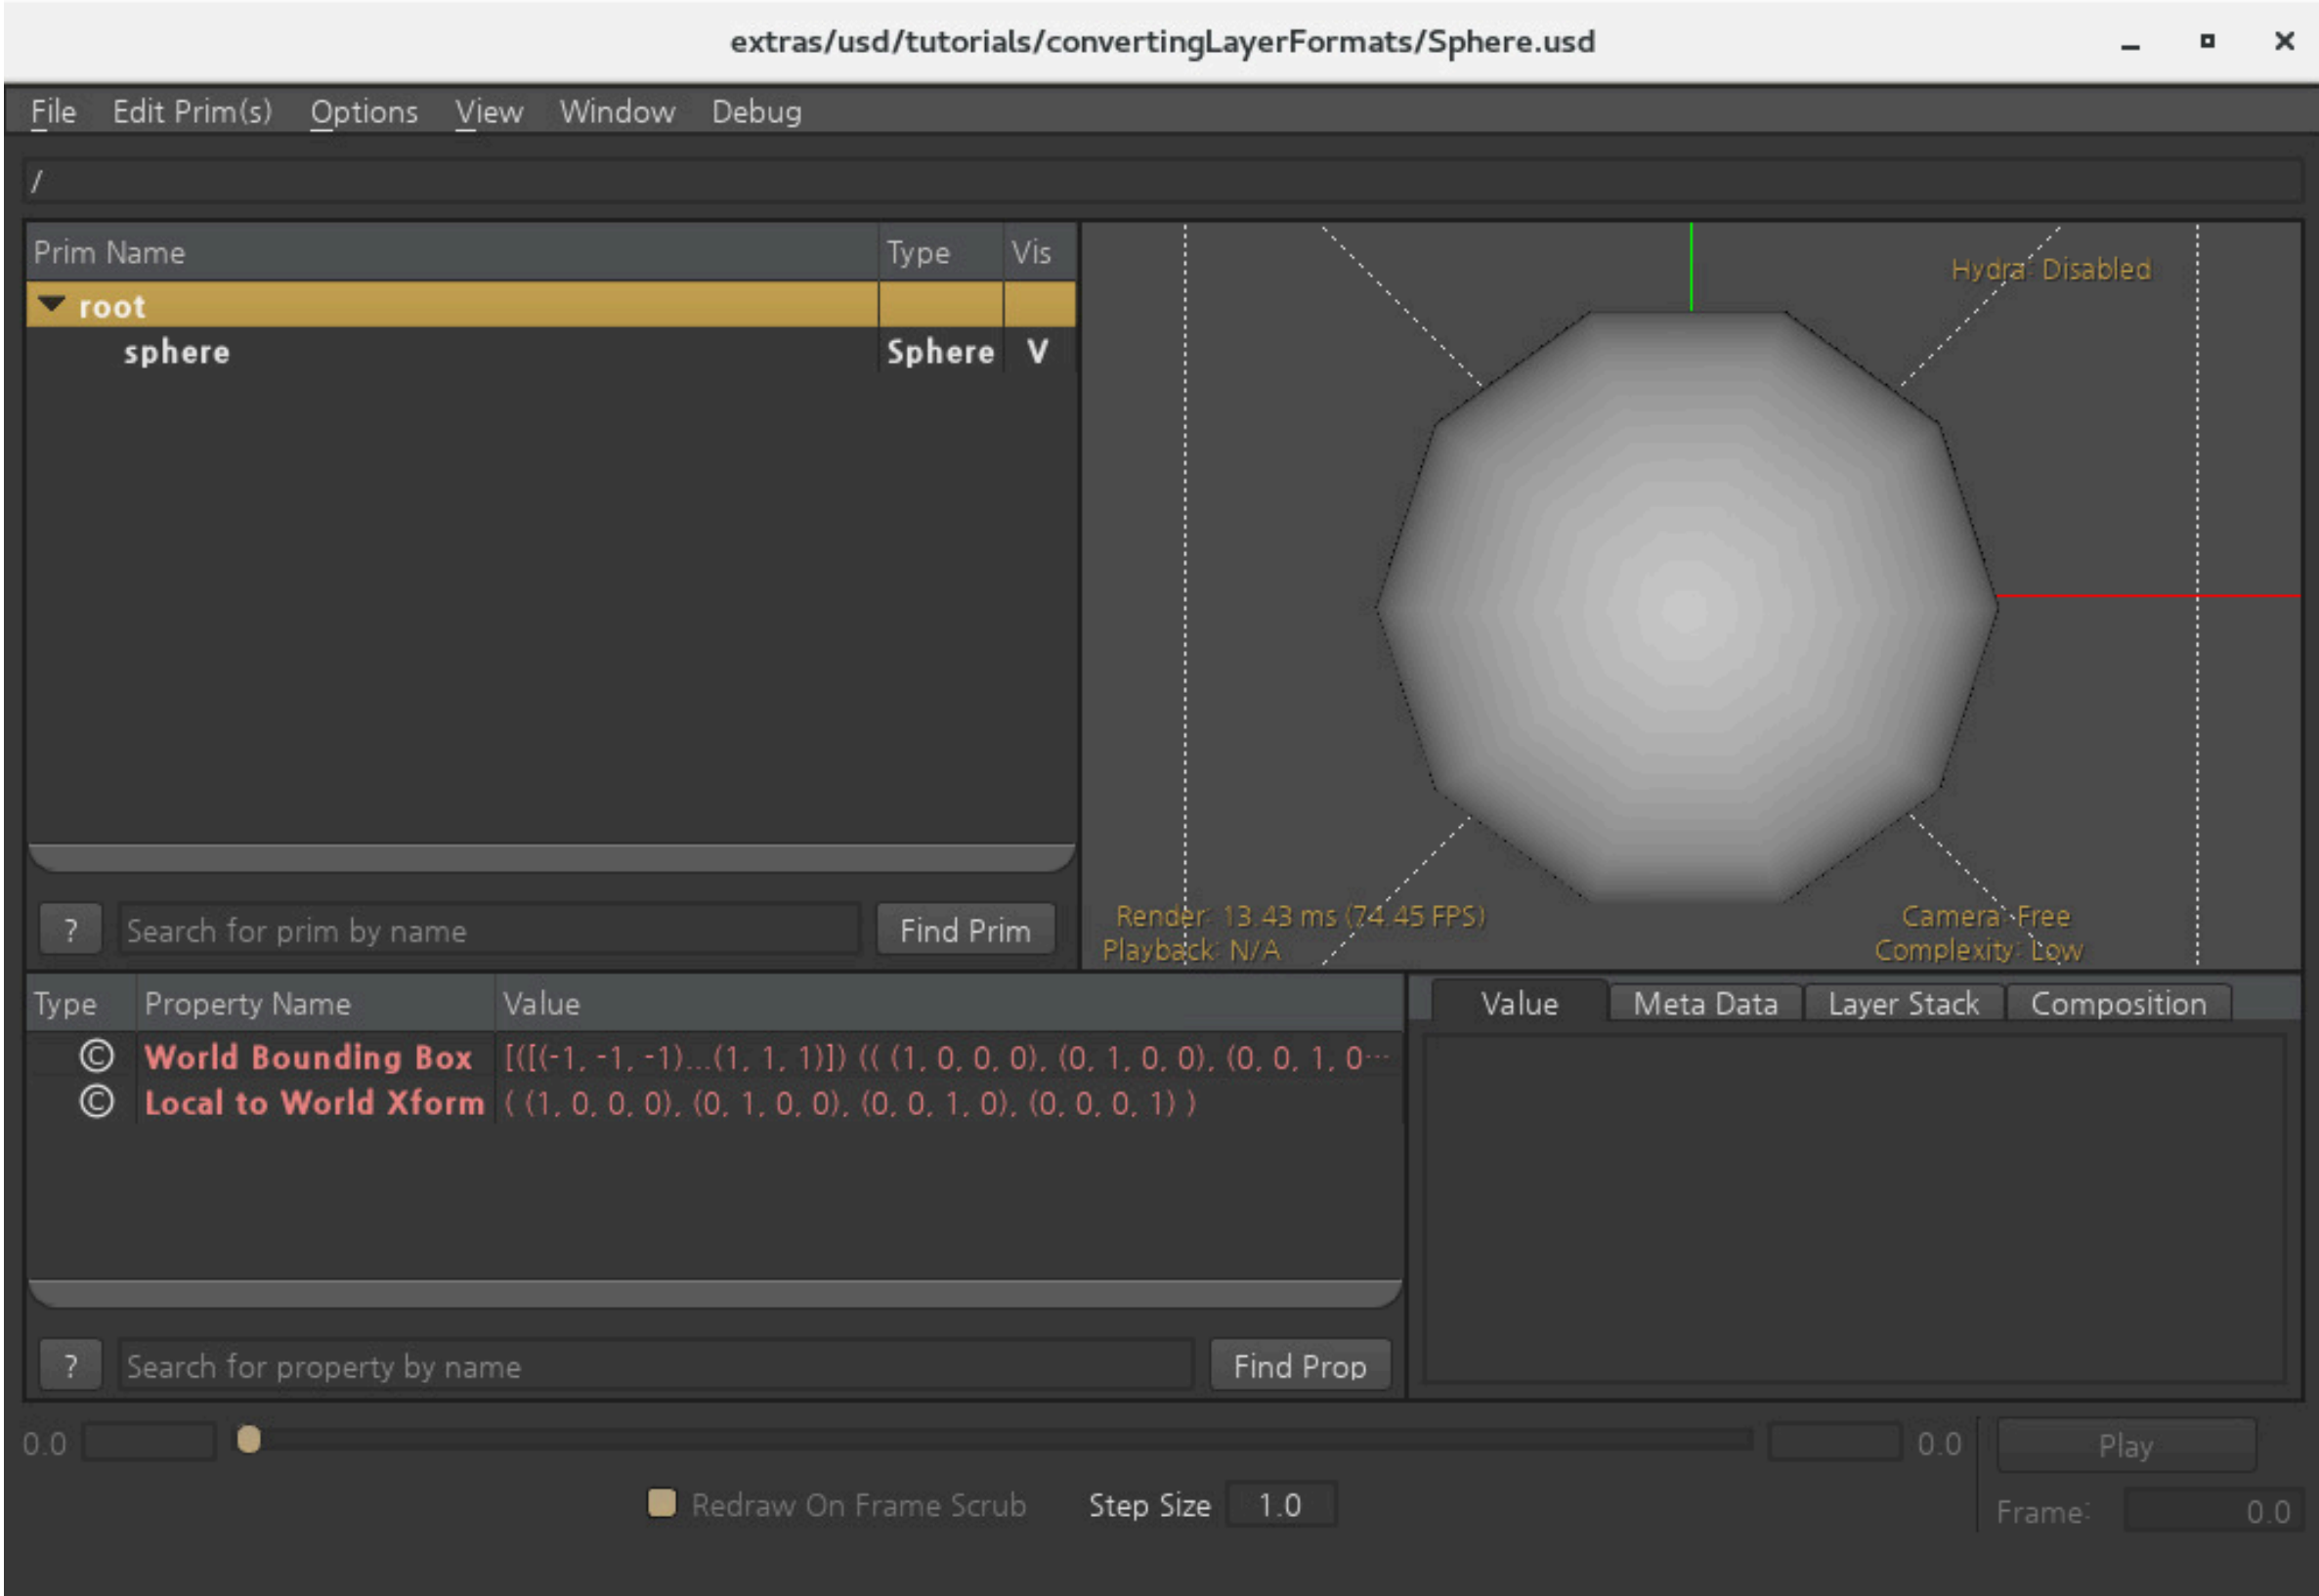 extras/usd/tutorials/convertingLayerFormats/Sphere.usd
File Edit Prim(s) Options View Window Debug
/
Prim Name Type Vis
root
sphere Sphere V
? Search for prim by name Find Prim
Hydra: Disabled
Render: 13.43 ms (74.45 FPS)
Playback: N/A
Camera: Free
Complexity: Low
Type Property Name Value
© World Bounding Box [([(-1, -1, -1)...(1, 1, 1)]) (( (1, 0, 0, 0), (0, 1, 0, 0), (0, 0, 1, 0...
© Local to World Xform ( (1, 0, 0, 0), (0, 1, 0, 0), (0, 0, 1, 0), (0, 0, 0, 1) )
? Search for property by name Find Prop
Value Meta Data Layer Stack Composition
0.0 0.0 Play
Redraw On Frame Scrub Step Size 1.0 Frame: 0.0